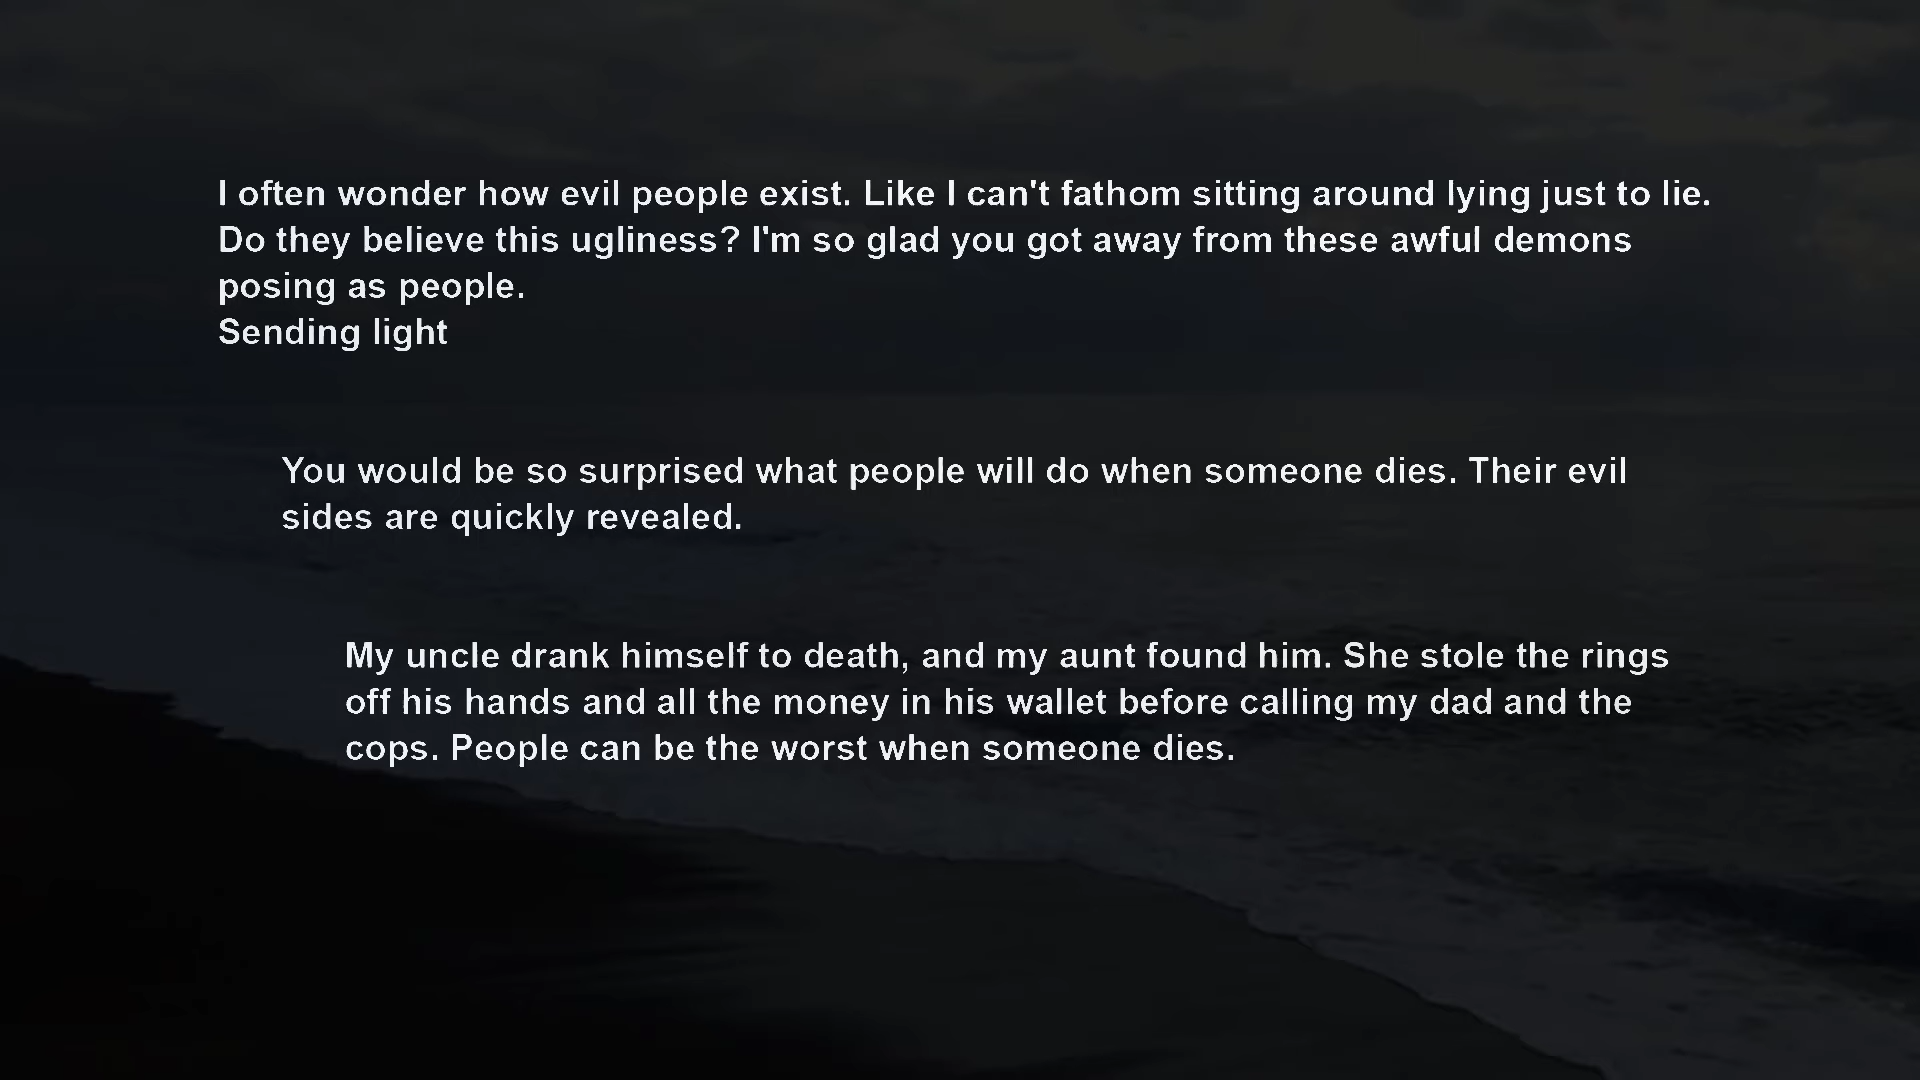 I often wonder how evil people exist. Like I can't fathom sitting around lying just to lie.
Do they believe this ugliness? I'm so glad you got away from these awful demons
posing as people.
Sending light
You would be so surprised what people will do when someone dies. Their evil
sides are quickly revealed.
My uncle drank himself to death, and my aunt found him. She stole the rings
off his hands and all the money in his wallet before calling my dad and the
cops. People can be the worst when someone dies.